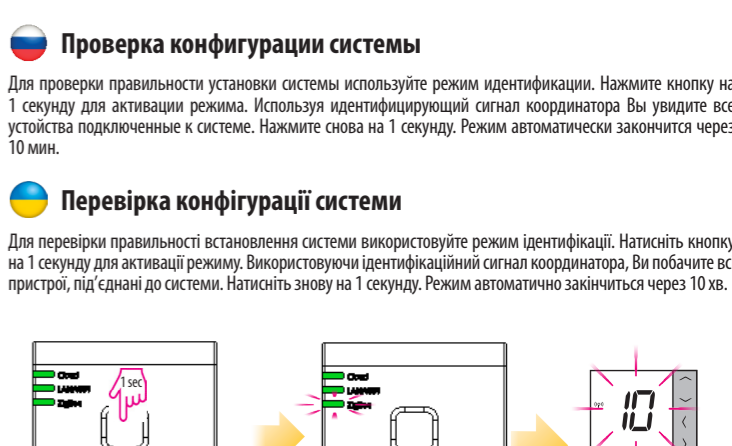 Проверка конфигурации системы
Для проверки правильности установки системы используйте режим идентификации. Нажмите кнопку на
1 секунду для активации режима. Используя идентифицирующий сигнал координатора Вы увидите все
устойства подключенные к системе. Нажмите снова на 1 секунду. Режим автоматически закончится через
10 мин.
Перевірка конфігурації системи
Для перевірки правильності встановлення системи використовуйте режим ідентифікації. Натисніть кнопку
на 1 секунду для активації режиму. Використовуючи ідентифікаційний сигнал координатора, Ви побачите вс
пристрої, під’єднані до системи. Натисніть знову на 1 секунду. Режим автоматично закінчиться через 10 хв.
Cloud
LAN/WiFi
ZigBee
1 sec
Cloud
LAN/WiFi
ZigBee
10